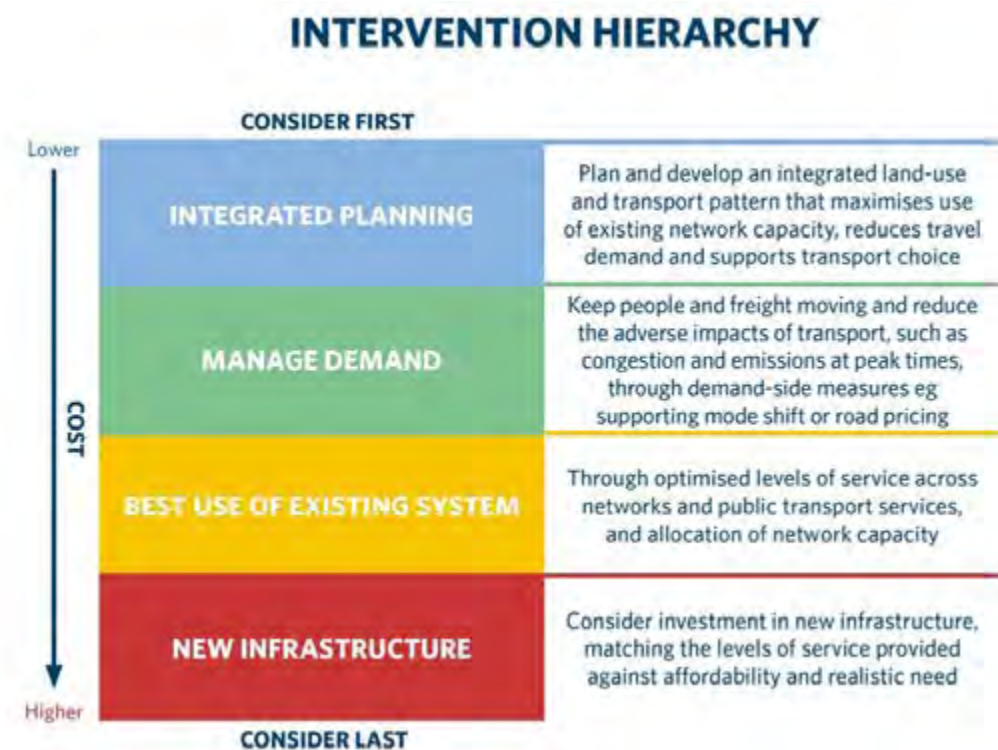 INTERVENTION HIERARCHY
CONSIDER FIRST
Lower
COST
Higher
INTEGRATED PLANNING
Plan and develop an integrated land-use
and transport pattern that maximises use
of existing network capacity, reduces travel
demand and supports transport choice
MANAGE DEMAND
Keep people and freight moving and reduce
the adverse impacts of transport, such as
congestion and emissions at peak times,
through demand-side measures eg
supporting mode shift or road pricing
BEST USE OF EXISTING SYSTEM
Through optimised levels of service across
networks and public transport services,
and allocation of network capacity
NEW INFRASTRUCTURE
Consider investment in new infrastructure,
matching the levels of service provided
against affordability and realistic need
CONSIDER LAST